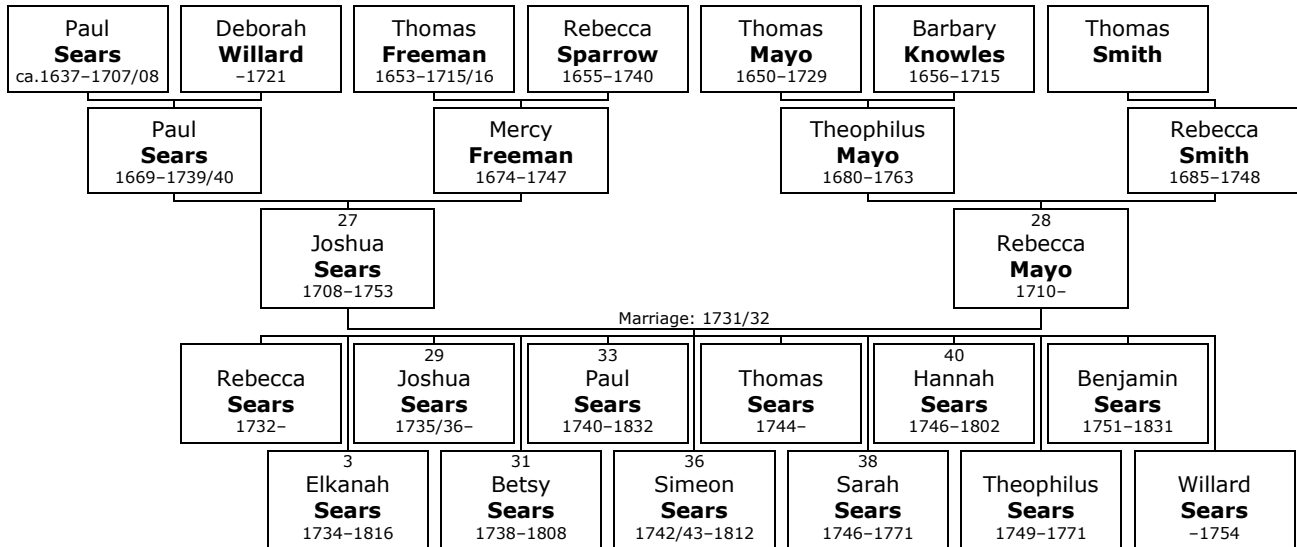 Paul
Sears
ca.1637–1707/08
Deborah
Willard
–1721
Thomas
Freeman
1653–1715/16
Rebecca
Sparrow
1655–1740
Thomas
Mayo
1650–1729
Barbary
Knowles
1656–1715
Thomas
Smith
Paul
Sears
1669–1739/40
Mercy
Freeman
1674–1747
Theophilus
Mayo
1680–1763
Rebecca
Smith
1685–1748
27
Joshua
Sears
1708–1753
28
Rebecca
Mayo
1710–
Marriage: 1731/32
Rebecca
Sears
1732–
29
Joshua
Sears
1735/36–
33
Paul
Sears
1740–1832
Thomas
Sears
1744–
40
Hannah
Sears
1746–1802
Benjamin
Sears
1751–1831
3
Elkanah
Sears
1734–1816
31
Betsy
Sears
1738–1808
36
Simeon
Sears
1742/43–1812
38
Sarah
Sears
1746–1771
Theophilus
Sears
1749–1771
Willard
Sears
–1754